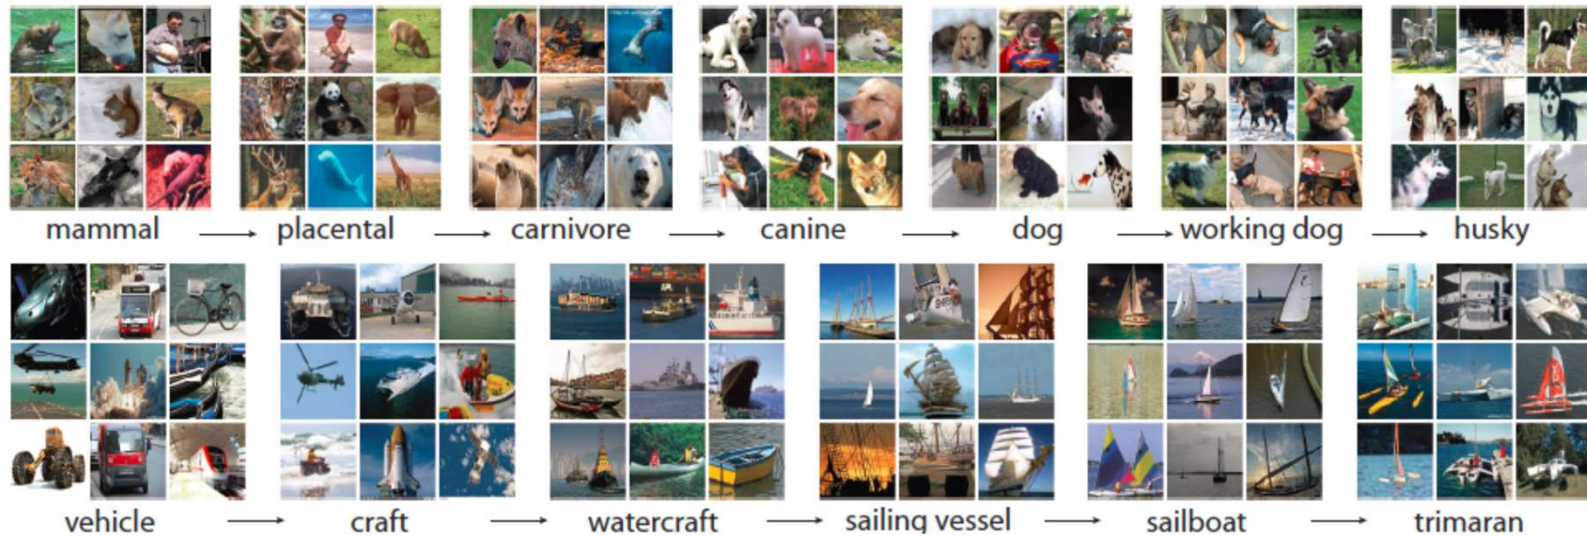 mammal → placental → carnivore → canine → dog → working dog → husky
vehicle → craft → watercraft → sailing vessel → sailboat → trimaran